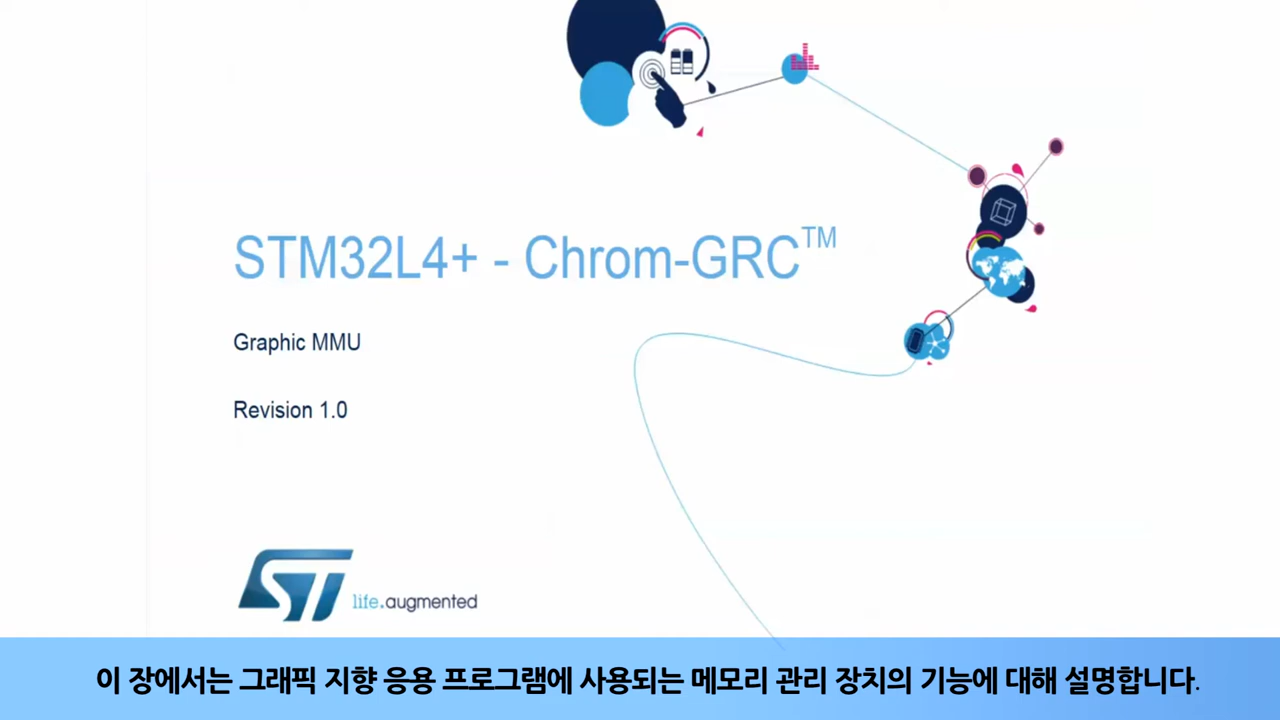 STM32L4+ - Chrom-GRC™
Graphic MMU
Revision 1.0
ST life.augmented
이 장에서는 그래픽 지향 응용 프로그램에 사용되는 메모리 관리 장치의 기능에 대해 설명합니다.